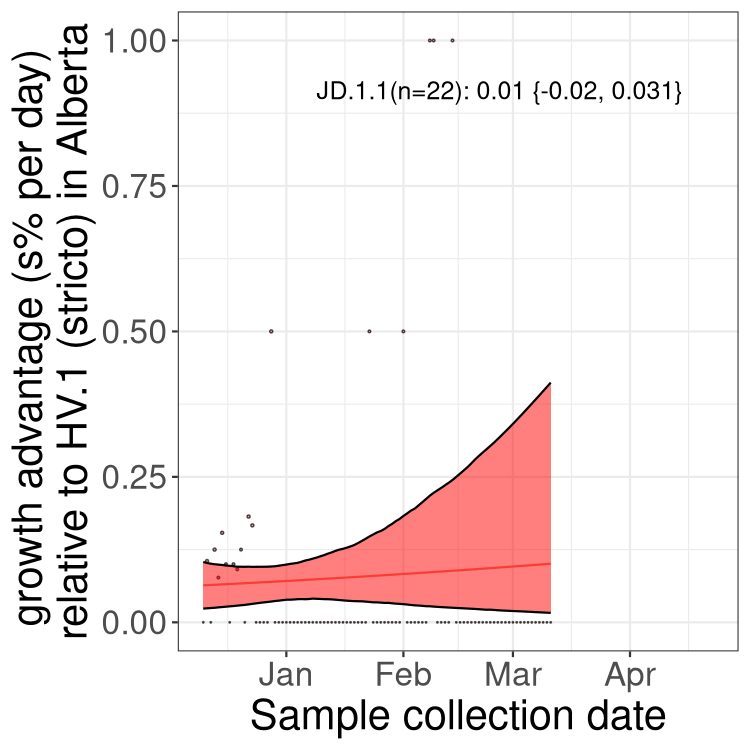 growth advantage (s% per day)
relative to HV.1 (stricto) in Alberta
1.00
0.75
0.50
0.25
0.00
JD.1.1(n=22): 0.01 {-0.02, 0.031}
Jan Feb Mar Apr
Sample collection date